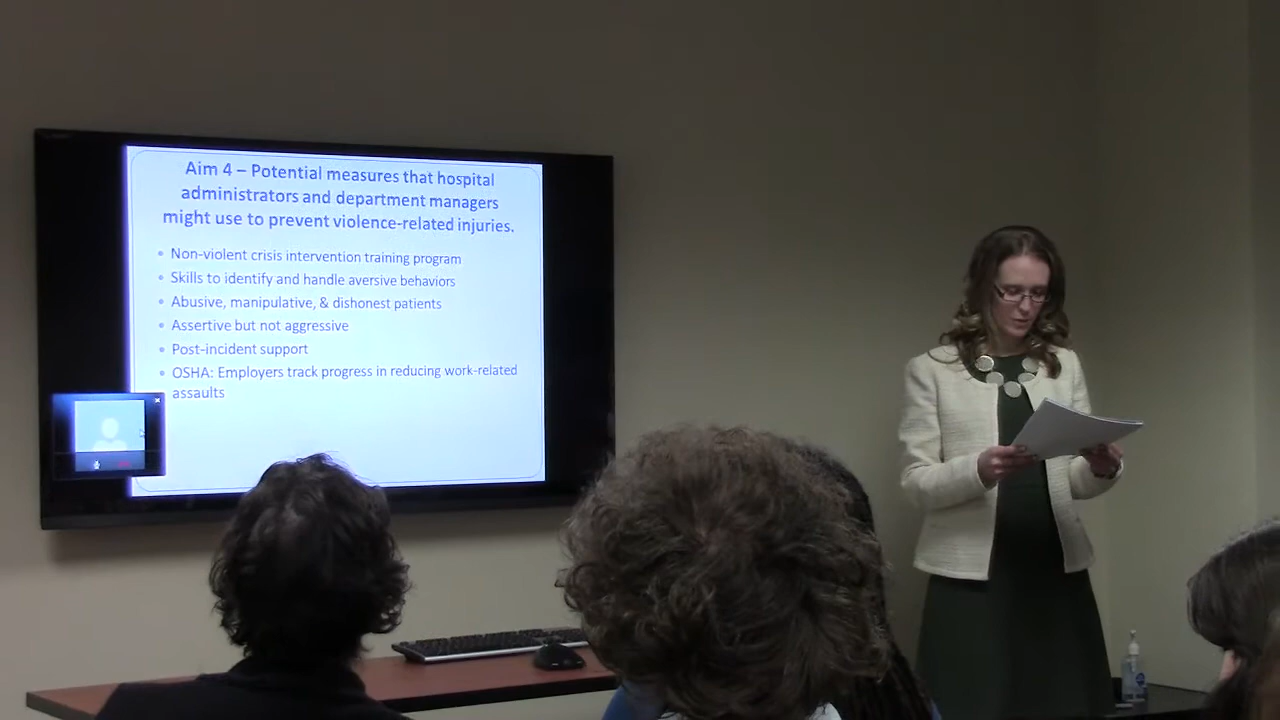 Aim 4 – Potential measures that hospital
administrators and department managers
might use to prevent violence-related injuries.
• Non-violent crisis intervention training program
• Skills to identify and handle aversive behaviors
• Abusive, manipulative, & dishonest patients
• Assertive but not aggressive
• Post-incident support
• OSHA: Employers track progress in reducing work-related
assaults